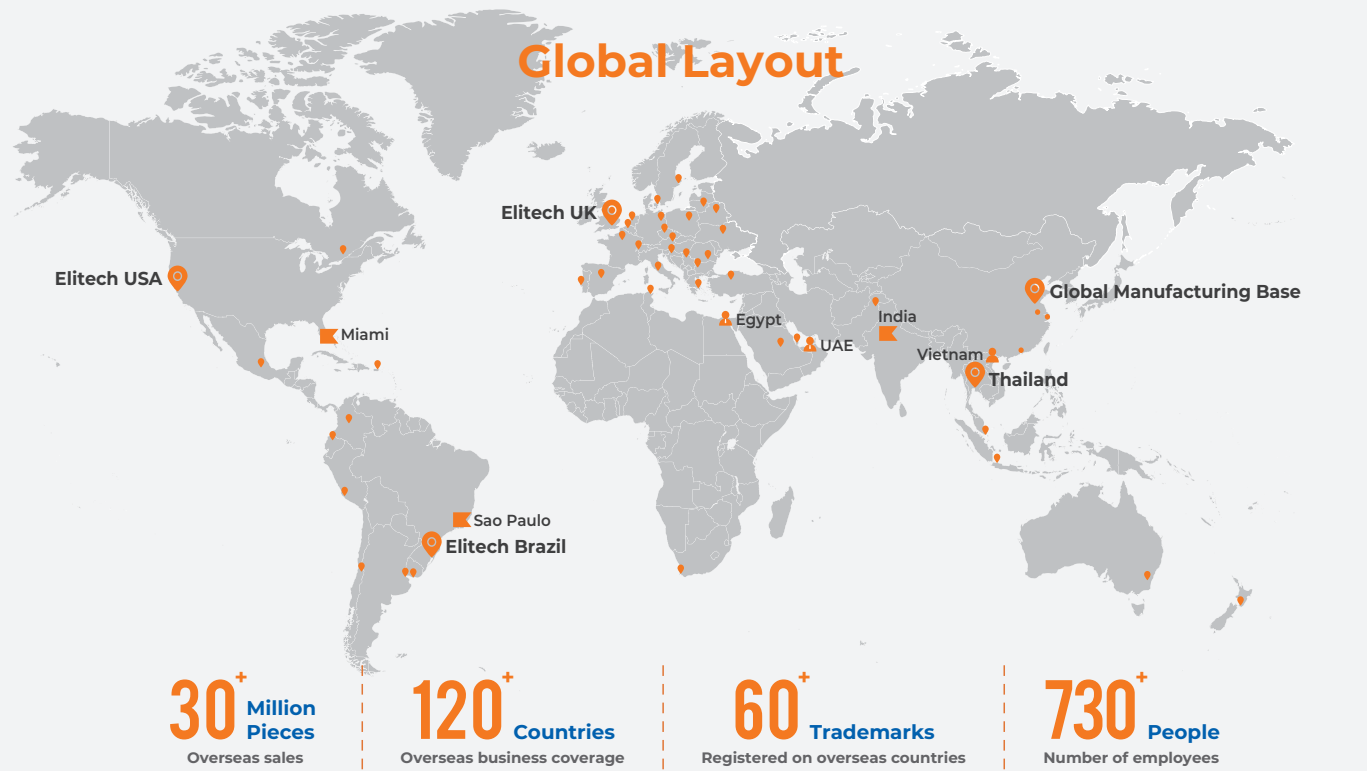 Global Layout
Elitech UK
Elitech USA
Global Manufacturing Base
Miami
Egypt
India
UAE
Vietnam
Thailand
Sao Paulo
Elitech Brazil
30+ Million
Pieces
Overseas sales
120+ Countries
Overseas business coverage
60+ Trademarks
Registered on overseas countries
730+ People
Number of employees